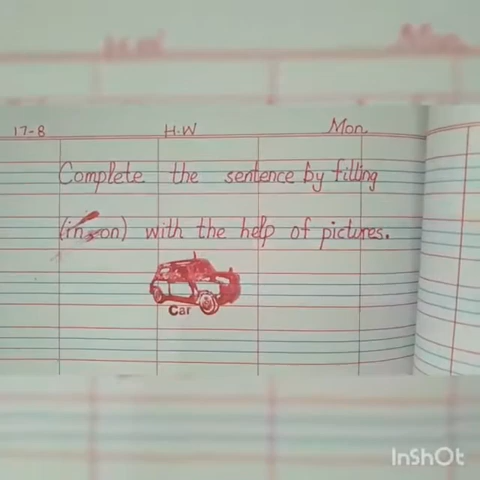 17-8 H.W Mon
Complete the sentence by filling
(in, on) with the help of pictures.
Car
InShOt